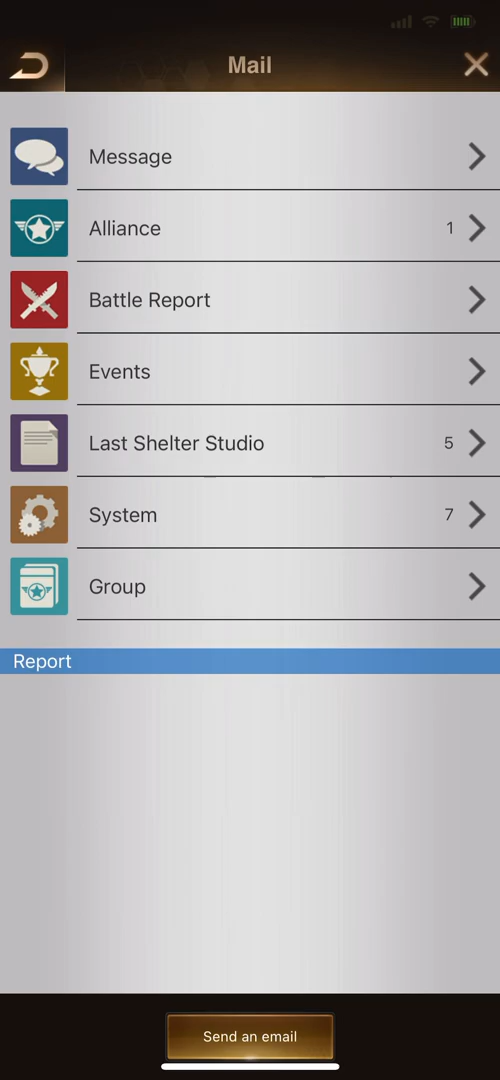 Mail
Message
Alliance 1
Battle Report
Events
Last Shelter Studio 5
System 7
Group
Report
Send an email